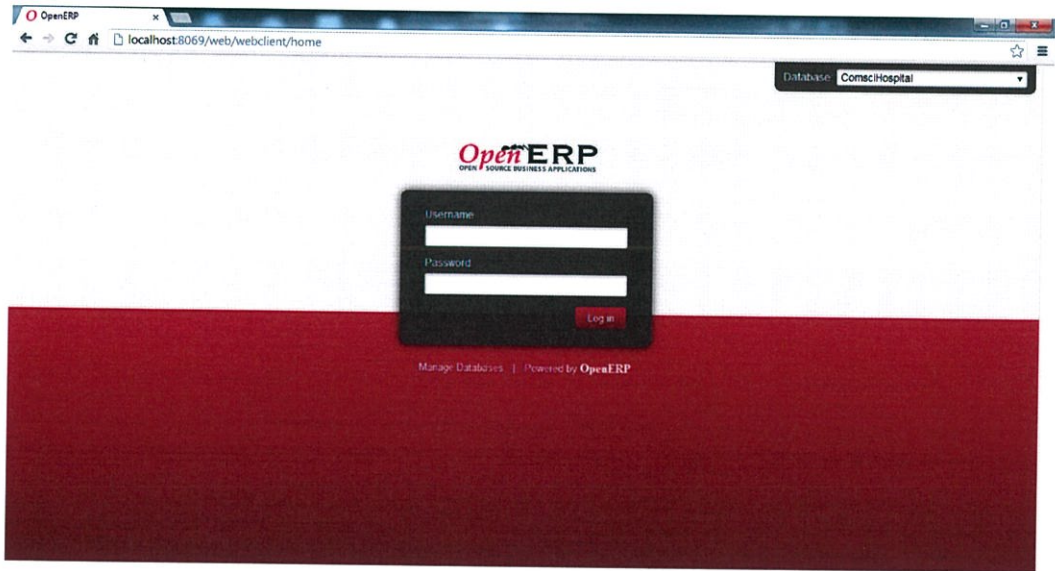 OpenERP
localhost:8069/web/webclient/home
Database: ComsciHospital
OpenERP
OPEN SOURCE BUSINESS APPLICATIONS
Username
Password
Log in
Manage Databases | Powered by OpenERP